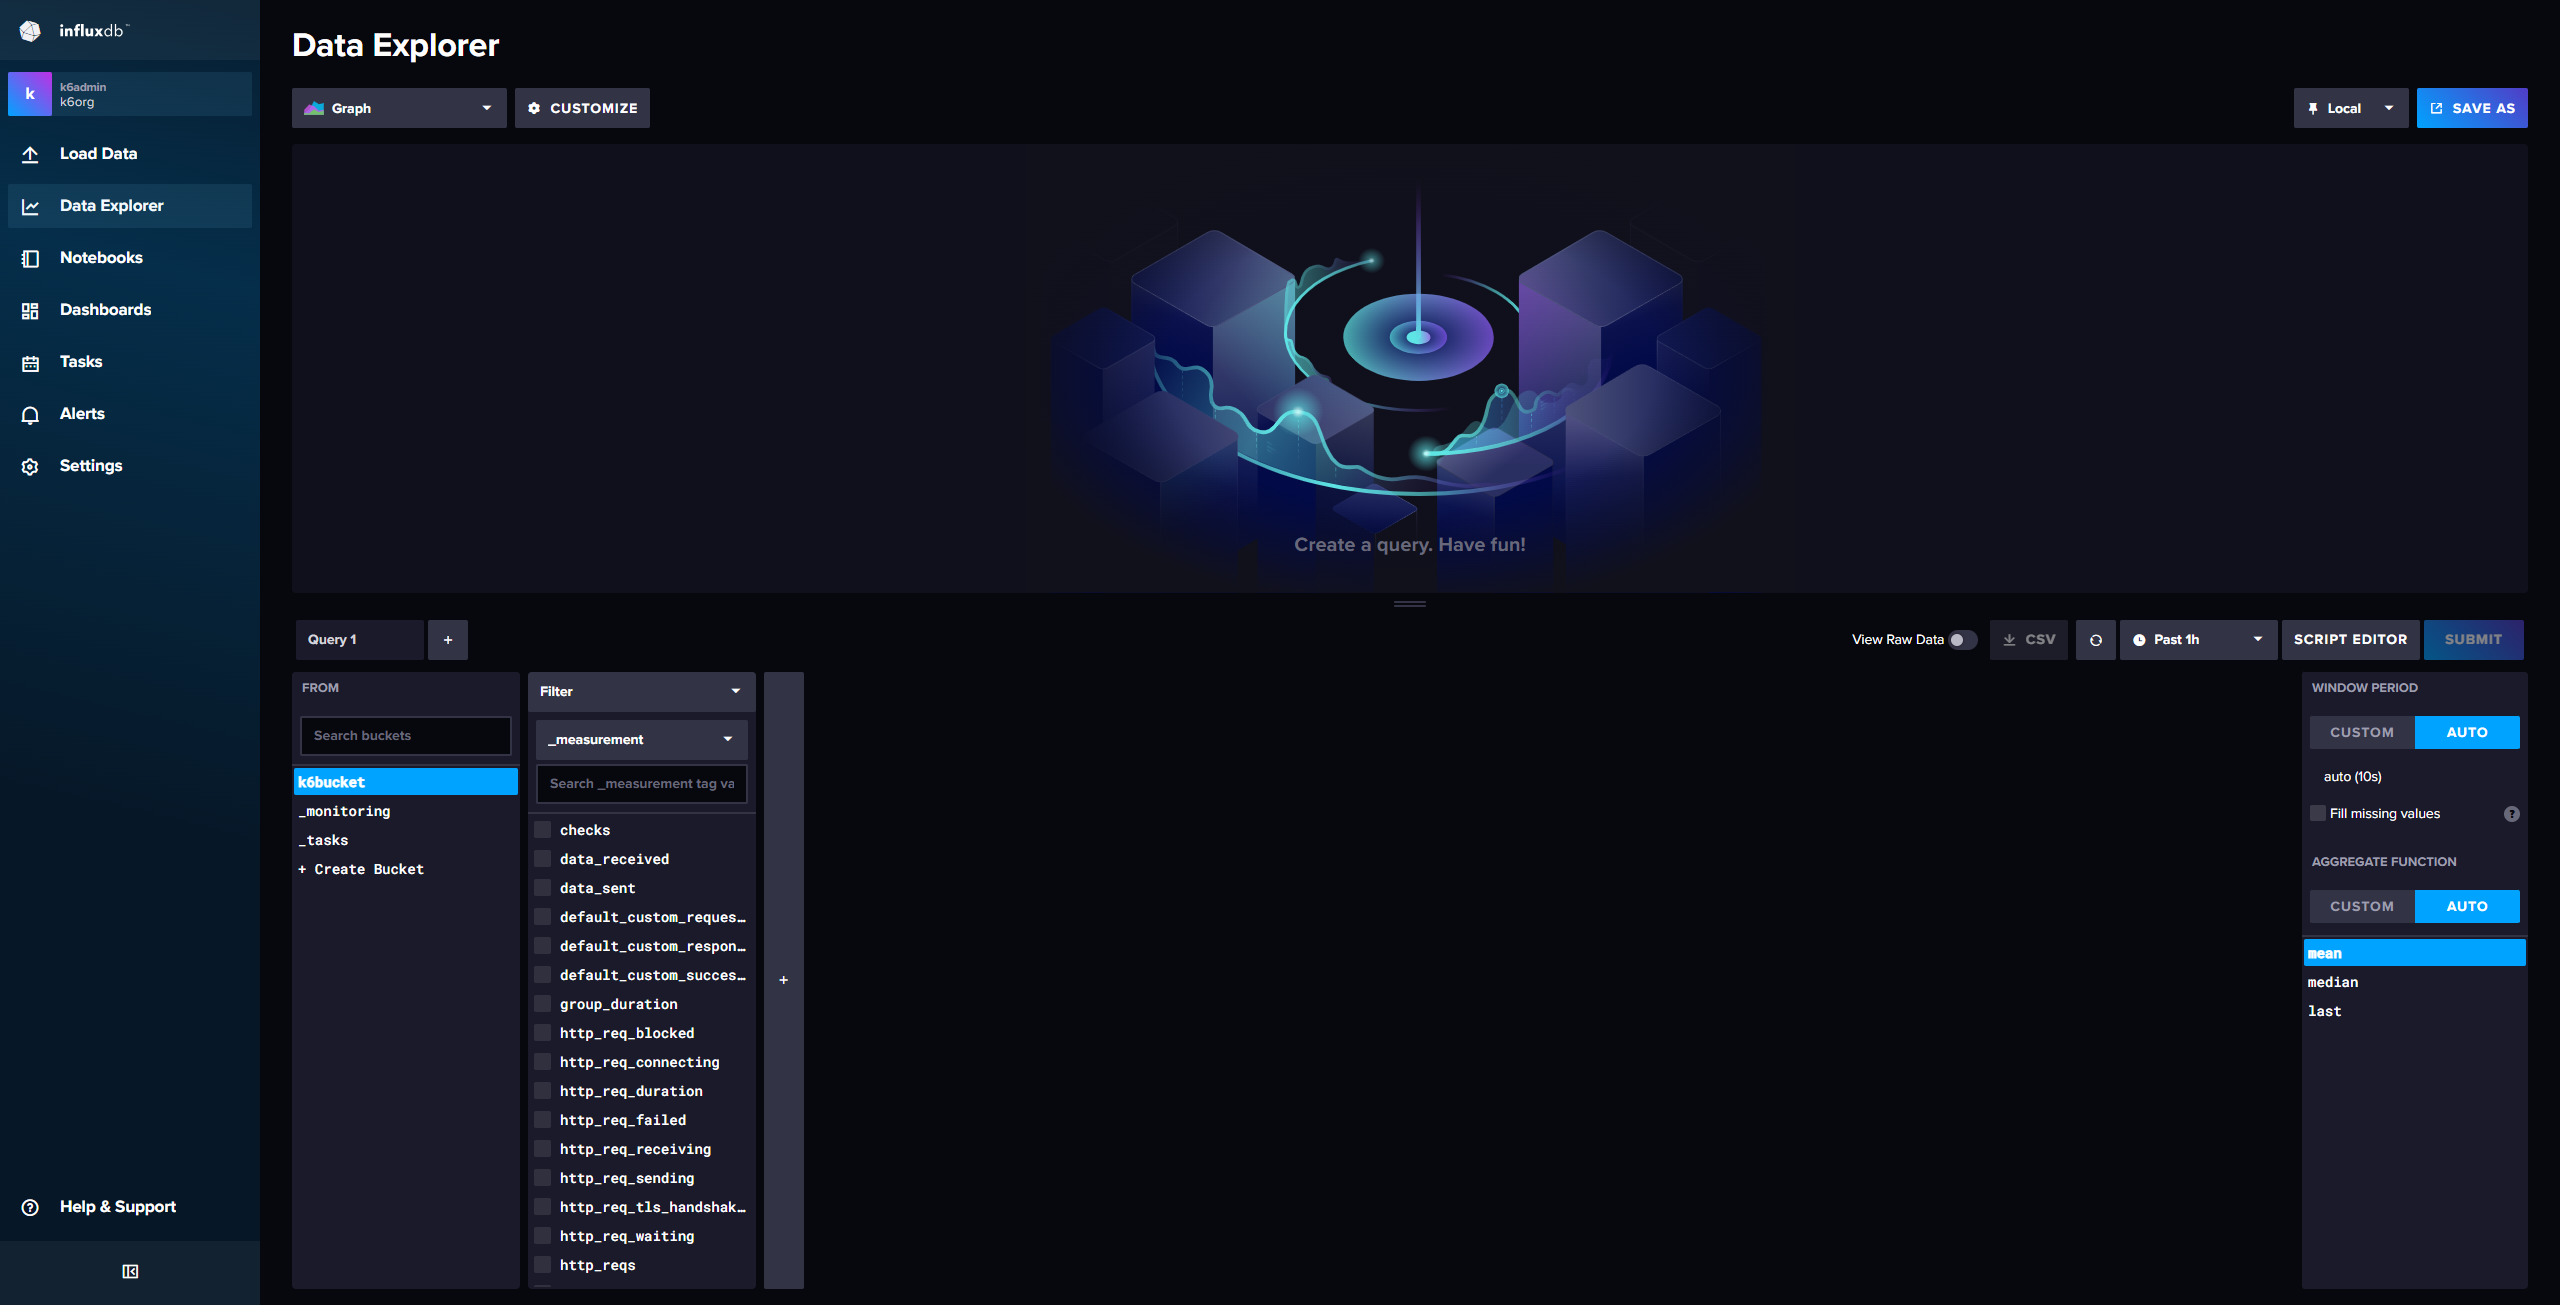 influxdb™
k
k6admin
k6org
Load Data
Data Explorer
Notebooks
Dashboards
Tasks
Alerts
Settings
Help & Support
Data Explorer
Graph
CUSTOMIZE
Local
SAVE AS
Create a query. Have fun!
Query 1
+
View Raw Data
CSV
Past 1h
SCRIPT EDITOR
SUBMIT
FROM
Search buckets
k6bucket
_monitoring
_tasks
+ Create Bucket
Filter
_measurement
Search _measurement tag va
checks
data_received
data_sent
default_custom_reques…
default_custom_respon…
default_custom_succes…
group_duration
http_req_blocked
http_req_connecting
http_req_duration
http_req_failed
http_req_receiving
http_req_sending
http_req_tls_handshak…
http_req_waiting
http_reqs
+
WINDOW PERIOD
CUSTOM
AUTO
auto (10s)
Fill missing values
?
AGGREGATE FUNCTION
CUSTOM
AUTO
mean
median
last